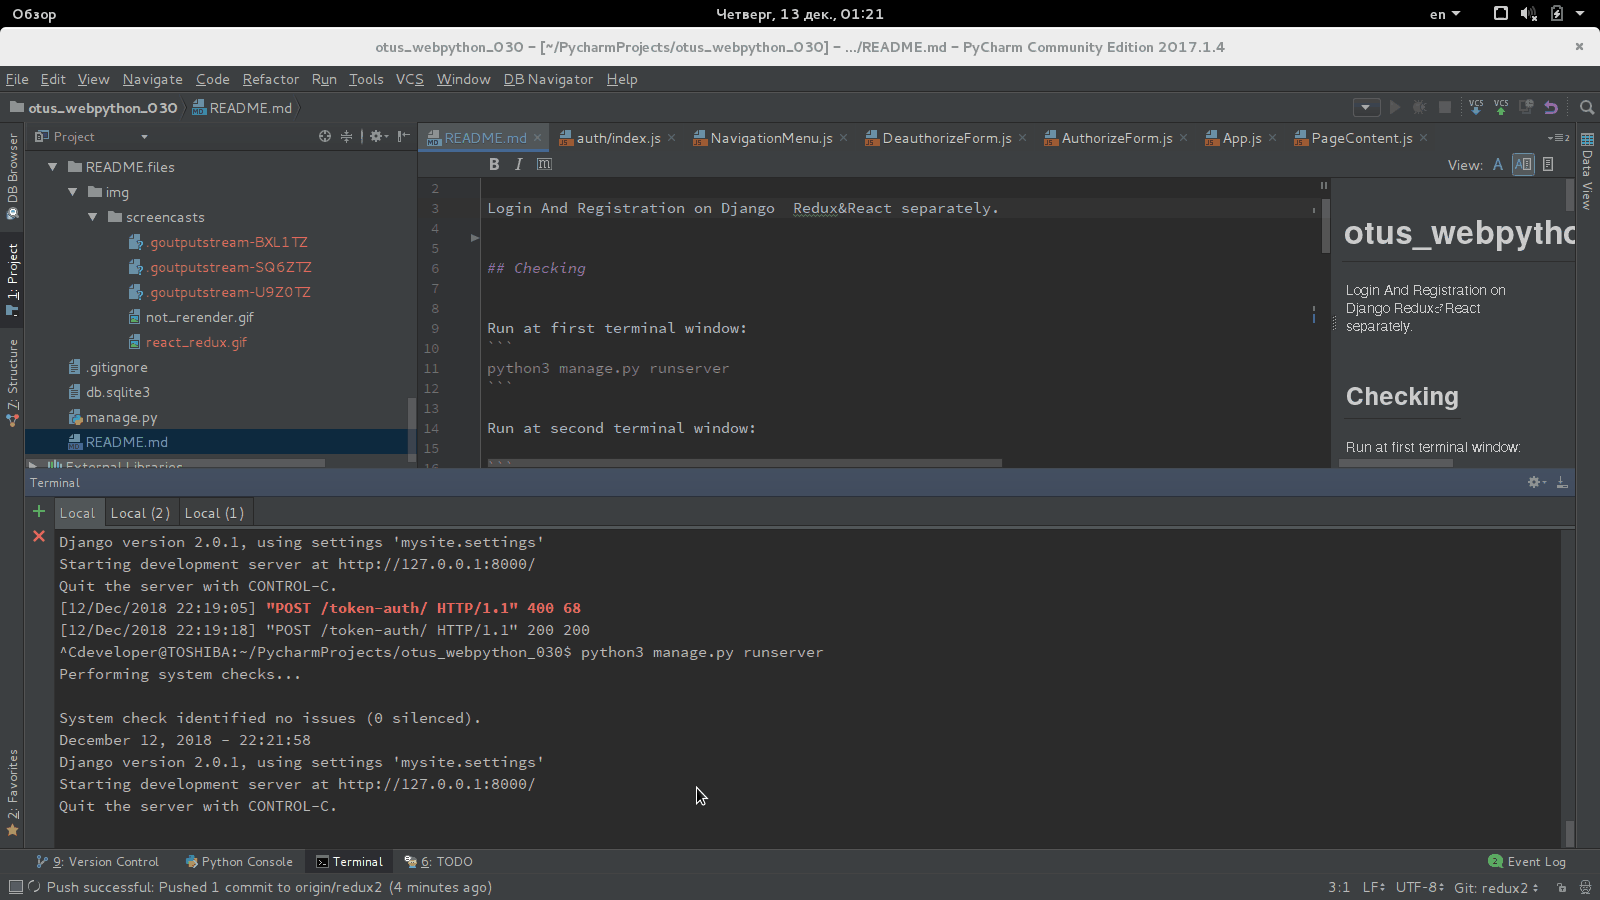 Обзор
Четверг, 13 дек., 01:21
en
otus_webpython_030 – [~/PycharmProjects/otus_webpython_030] – .../README.md – PyCharm Community Edition 2017.1.4
File Edit View Navigate Code Refactor Run Tools VCS Window DB Navigator Help
otus_webpython_030 README.md
VCS VCS
DB Browser
1: Project
7: Structure
2: Favorites
Project
README.files
img
screencasts
.goutputstream-BXL1TZ
.goutputstream-SQ6ZTZ
.goutputstream-U9Z0TZ
not_rerender.gif
react_redux.gif
.gitignore
db.sqlite3
manage.py
README.md
External Libraries
README.md auth/index.js NavigationMenu.js DeauthorizeForm.js AuthorizeForm.js App.js PageContent.js
2
B I m
View: A
2
3 Login And Registration on Django  Redux&React separately.
4
5
6 ## Checking
7
8
9 Run at first terminal window:
10 ```
11 python3 manage.py runserver
12 ```
13
14 Run at second terminal window:
15
16 ```
otus_webpytho
Login And Registration on
Django Redux&React
separately.
Checking
Run at first terminal window:
Data View
Terminal
Local Local (2) Local (1)
Django version 2.0.1, using settings 'mysite.settings'
Starting development server at http://127.0.0.1:8000/
Quit the server with CONTROL-C.
[12/Dec/2018 22:19:05] "POST /token-auth/ HTTP/1.1" 400 68
[12/Dec/2018 22:19:18] "POST /token-auth/ HTTP/1.1" 200 200
^Cdeveloper@TOSHIBA:~/PycharmProjects/otus_webpython_030$ python3 manage.py runserver
Performing system checks...
System check identified no issues (0 silenced).
December 12, 2018 - 22:21:58
Django version 2.0.1, using settings 'mysite.settings'
Starting development server at http://127.0.0.1:8000/
Quit the server with CONTROL-C.
9: Version Control Python Console Terminal 6: TODO
2 Event Log
Push successful: Pushed 1 commit to origin/redux2 (4 minutes ago)
3:1 LF UTF-8 Git: redux2